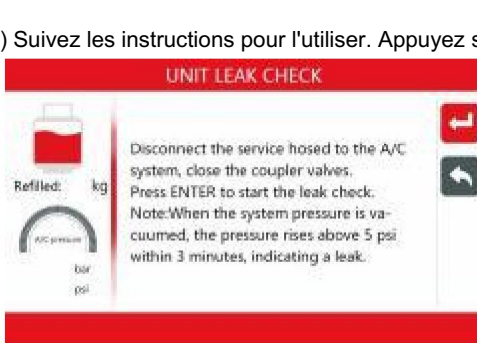 ) Suivez les instructions pour l'utiliser. Appuyez s
UNIT LEAK CHECK
Disconnect the service hosed to the A/C
system, close the coupler valves.
Press ENTER to start the leak check.
Note:When the system pressure is va-
cuumed, the pressure rises above 5 psi
within 3 minutes, indicating a leak.
Refilled: kg
A/C pressure
bar
psi